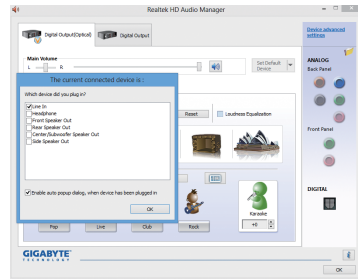 Realtek HD Audio Manager
Digital Output(Optical)
Digital Output
Device advanced settings
Main Volume
L
R
Set Default Device
ANALOG
Back Panel
The current connected device is :
Which device did you plug in?
Line In
Headphone
Front Speaker Out
Rear Speaker Out
Center/Subwoofer Speaker Out
Side Speaker Out
Enable auto popup dialog, when device has been plugged in
OK
Reset
Loudness Equalization
Front Panel
DIGITAL
Karaoke
+0
Pop
Live
Club
Rock
GIGABYTE
TECHNOLOGY
OK